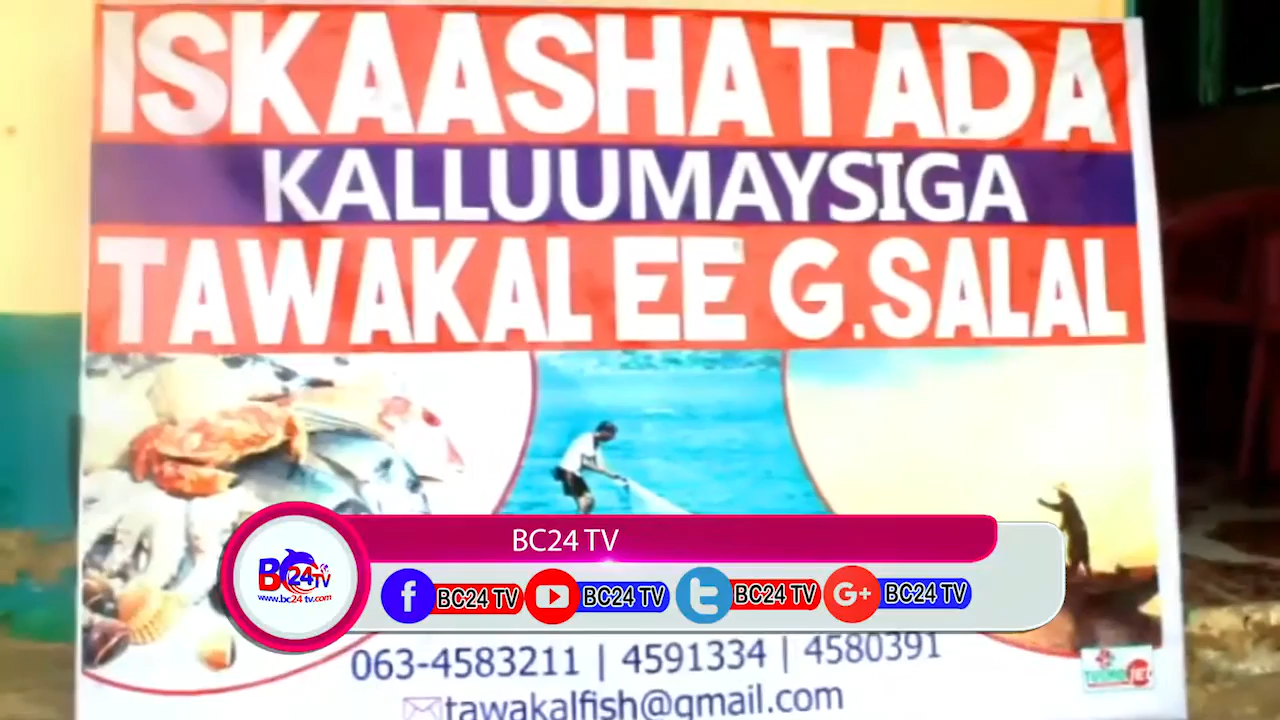 ISKAASHATADA
KALLUUMAYSIGA
TAWAKAL EE G.SALAL
BC24 TV
BC24TV
www.bc24tv.com
BC24 TV BC24 TV BC24 TV BC24 TV
063-4583211 | 4591334 | 4580391
tawakalfish@gmail.com